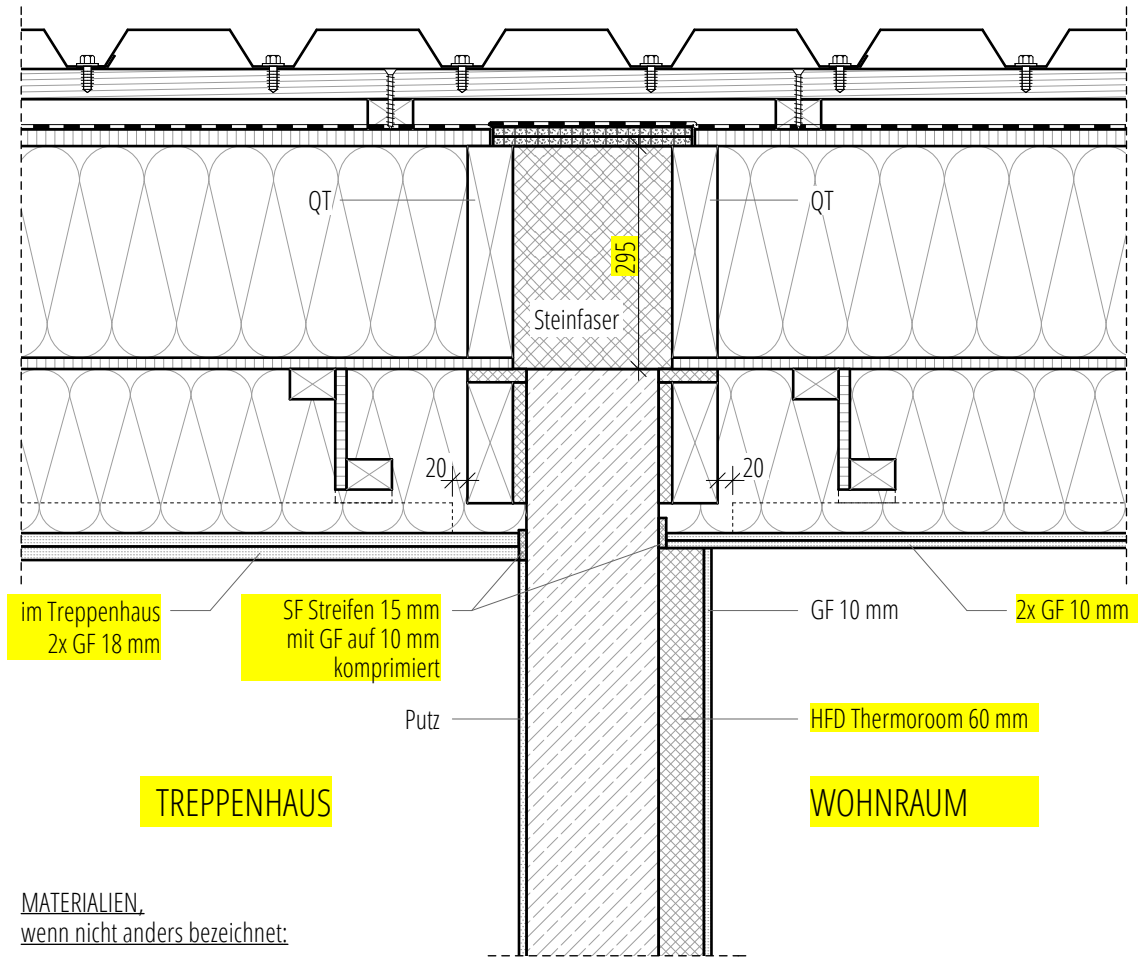 QT
QT
295
Steinfaser
20
20
im Treppenhaus
2x GF 18 mm
SF Streifen 15 mm
mit GF auf 10 mm
komprimiert
GF 10 mm
2x GF 10 mm
Putz
HFD Thermoroom 60 mm
TREPPENHAUS
WOHNRAUM
MATERIALIEN,
wenn nicht anders bezeichnet: